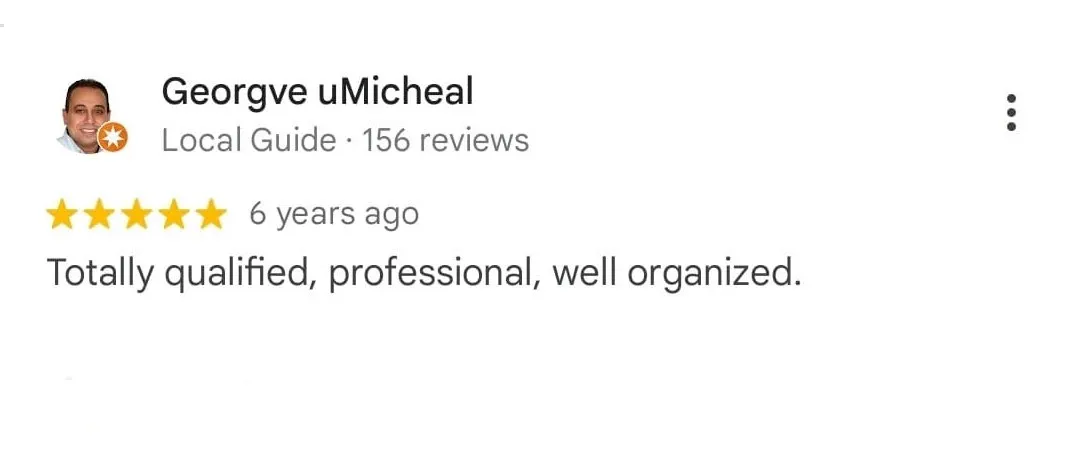 Georgve uMicheal
Local Guide · 156 reviews
6 years ago
Totally qualified, professional, well organized.